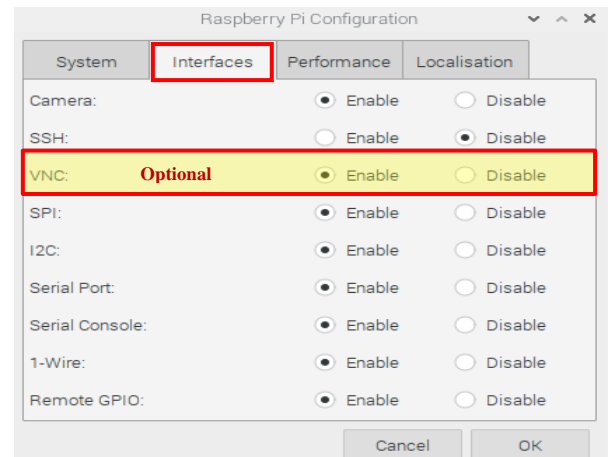 Raspberry Pi Configuration
System Interfaces Performance Localisation
Camera: Enable Disable
SSH: Enable Disable
VNC: Optional Enable Disable
SPI: Enable Disable
I2C: Enable Disable
Serial Port: Enable Disable
Serial Console: Enable Disable
1-Wire: Enable Disable
Remote GPIO: Enable Disable
Cancel OK